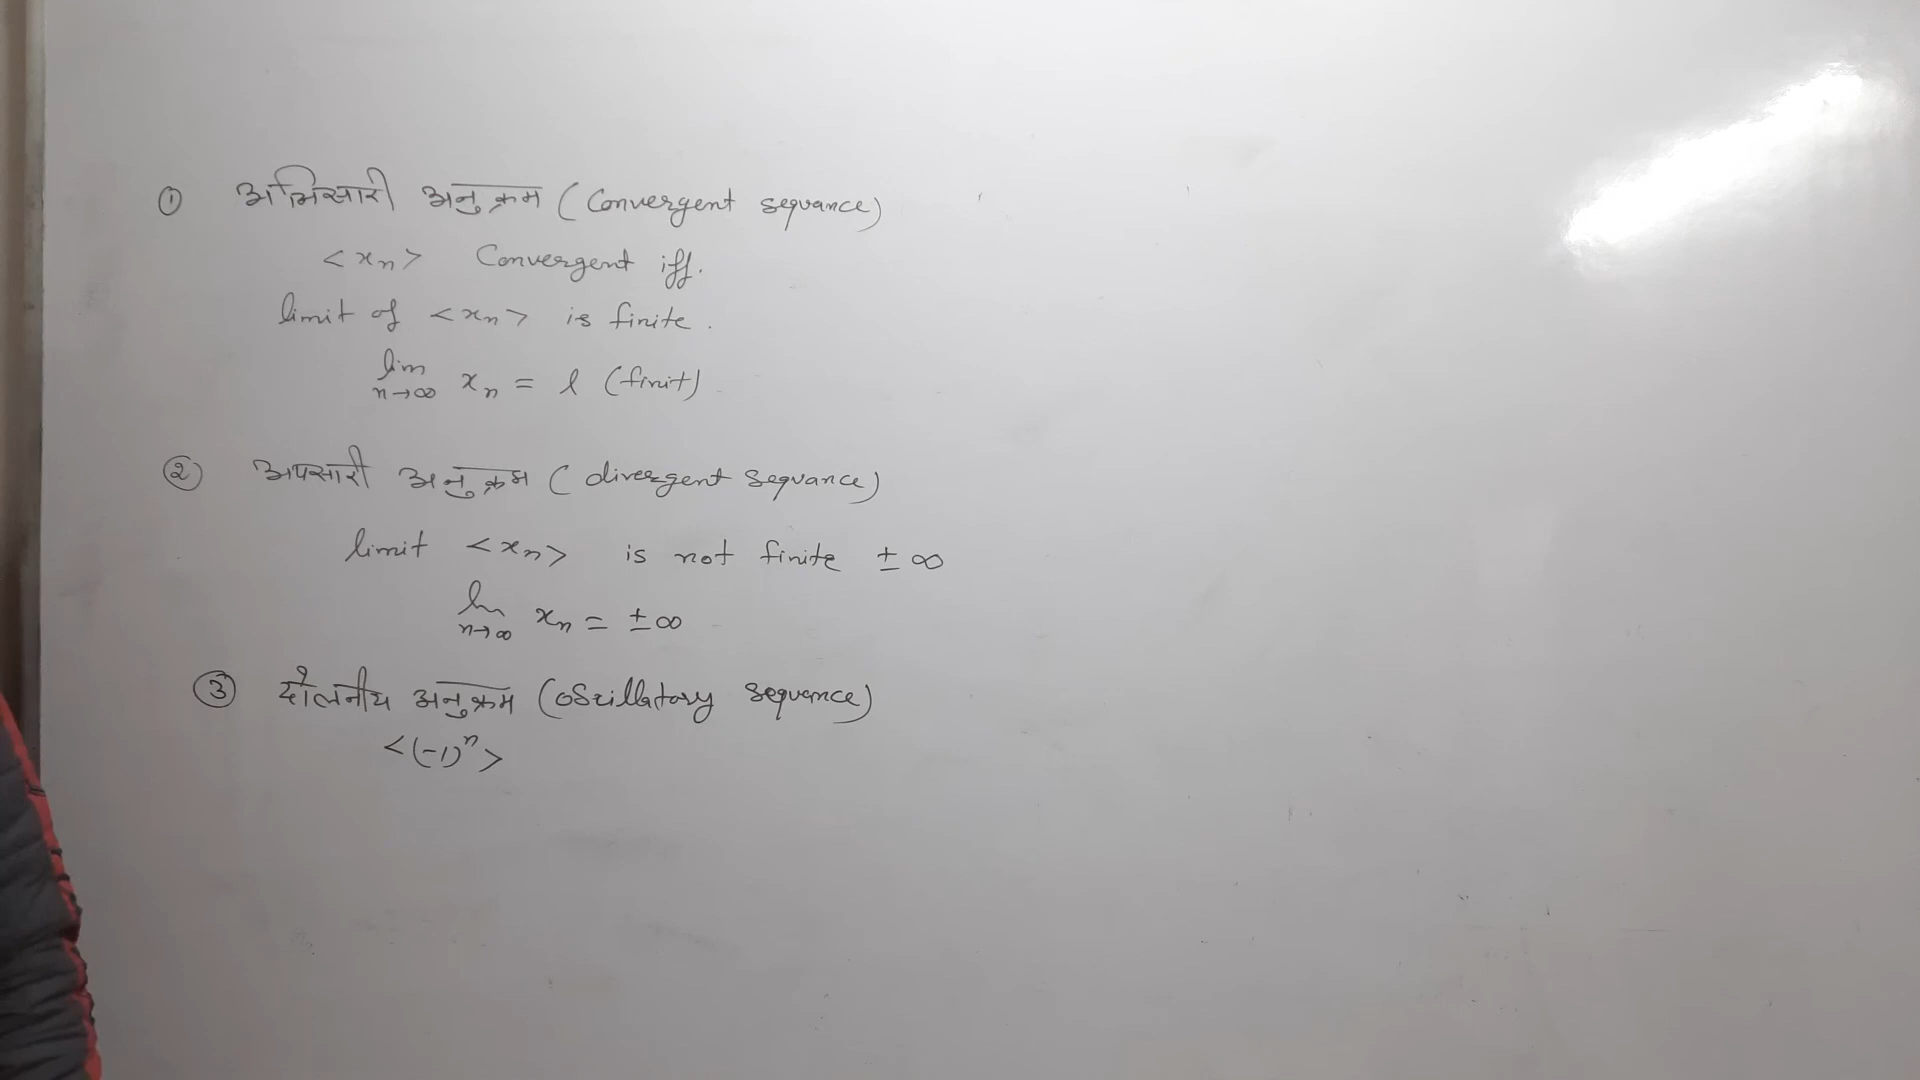 ① अभिसारी अनुक्रम (Convergent sequance)
<xn> Convergent iff.
limit of <xn> is finite.
lim n→∞ xn = l (finit)
② अपसारी अनुक्रम (divergent sequance)
limit <xn> is not finite ±∞
lim n→∞ xn = ±∞
③ दोलनीय अनुक्रम (oscillatory sequence)
<(-1)ⁿ>